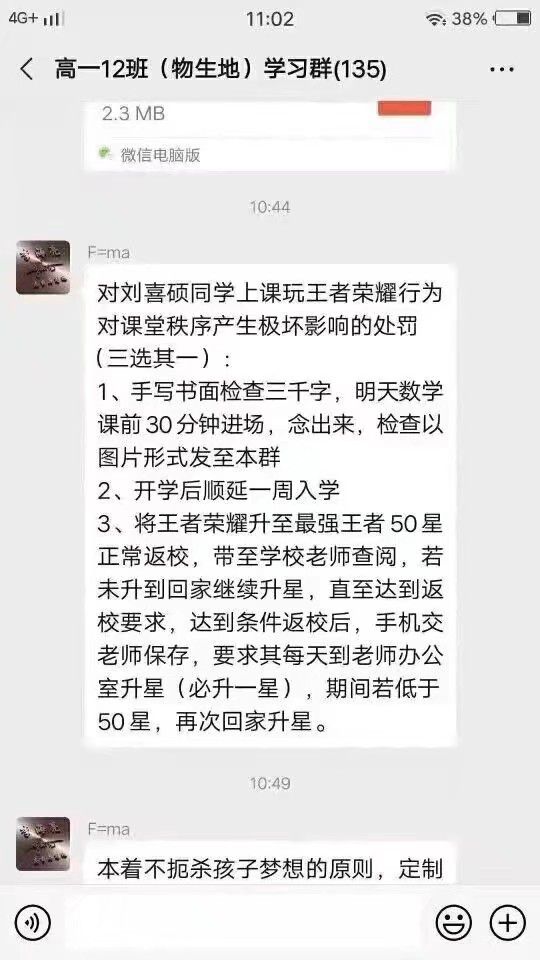 4G+ 11:02 38%
高一12班（物生地）学习群(135)
2.3 MB
微信电脑版
10:44
F=ma
对刘喜硕同学上课玩王者荣耀行为
对课堂秩序产生极坏影响的处罚
（三选其一）:
1、手写书面检查三千字，明天数学
课前30分钟进场，念出来，检查以
图片形式发至本群
2、开学后顺延一周入学
3、将王者荣耀升至最强王者50星
正常返校，带至学校老师查阅，若
未升到回家继续升星，直至达到返
校要求，达到条件返校后，手机交
老师保存，要求其每天到老师办公
室升星（必升一星），期间若低于
50星，再次回家升星。
10:49
F=ma
本着不扼杀孩子梦想的原则，定制